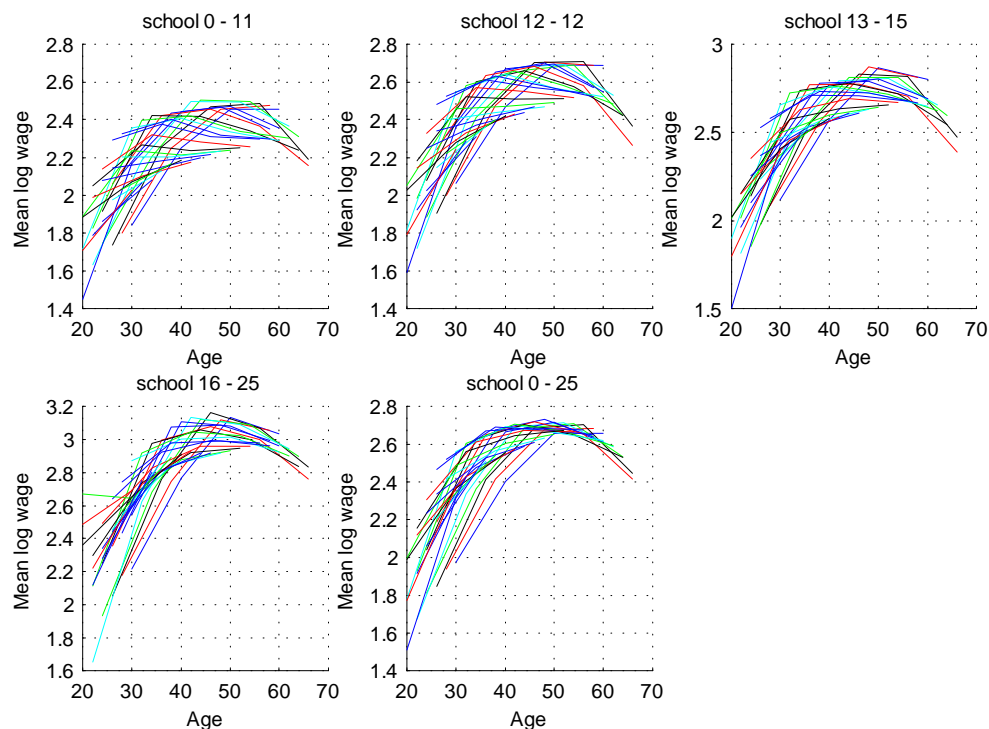 school 0 - 11
2.8
2.6
2.4
2.2
2
1.8
1.6
1.4
Mean log wage
20 30 40 50 60 70
Age
school 12 - 12
2.8
2.6
2.4
2.2
2
1.8
1.6
1.4
Mean log wage
20 30 40 50 60 70
Age
school 13 - 15
3
2.5
2
1.5
Mean log wage
20 30 40 50 60 70
Age
school 16 - 25
3.2
3
2.8
2.6
2.4
2.2
2
1.8
1.6
Mean log wage
20 30 40 50 60 70
Age
school 0 - 25
2.8
2.6
2.4
2.2
2
1.8
1.6
1.4
Mean log wage
20 30 40 50 60 70
Age